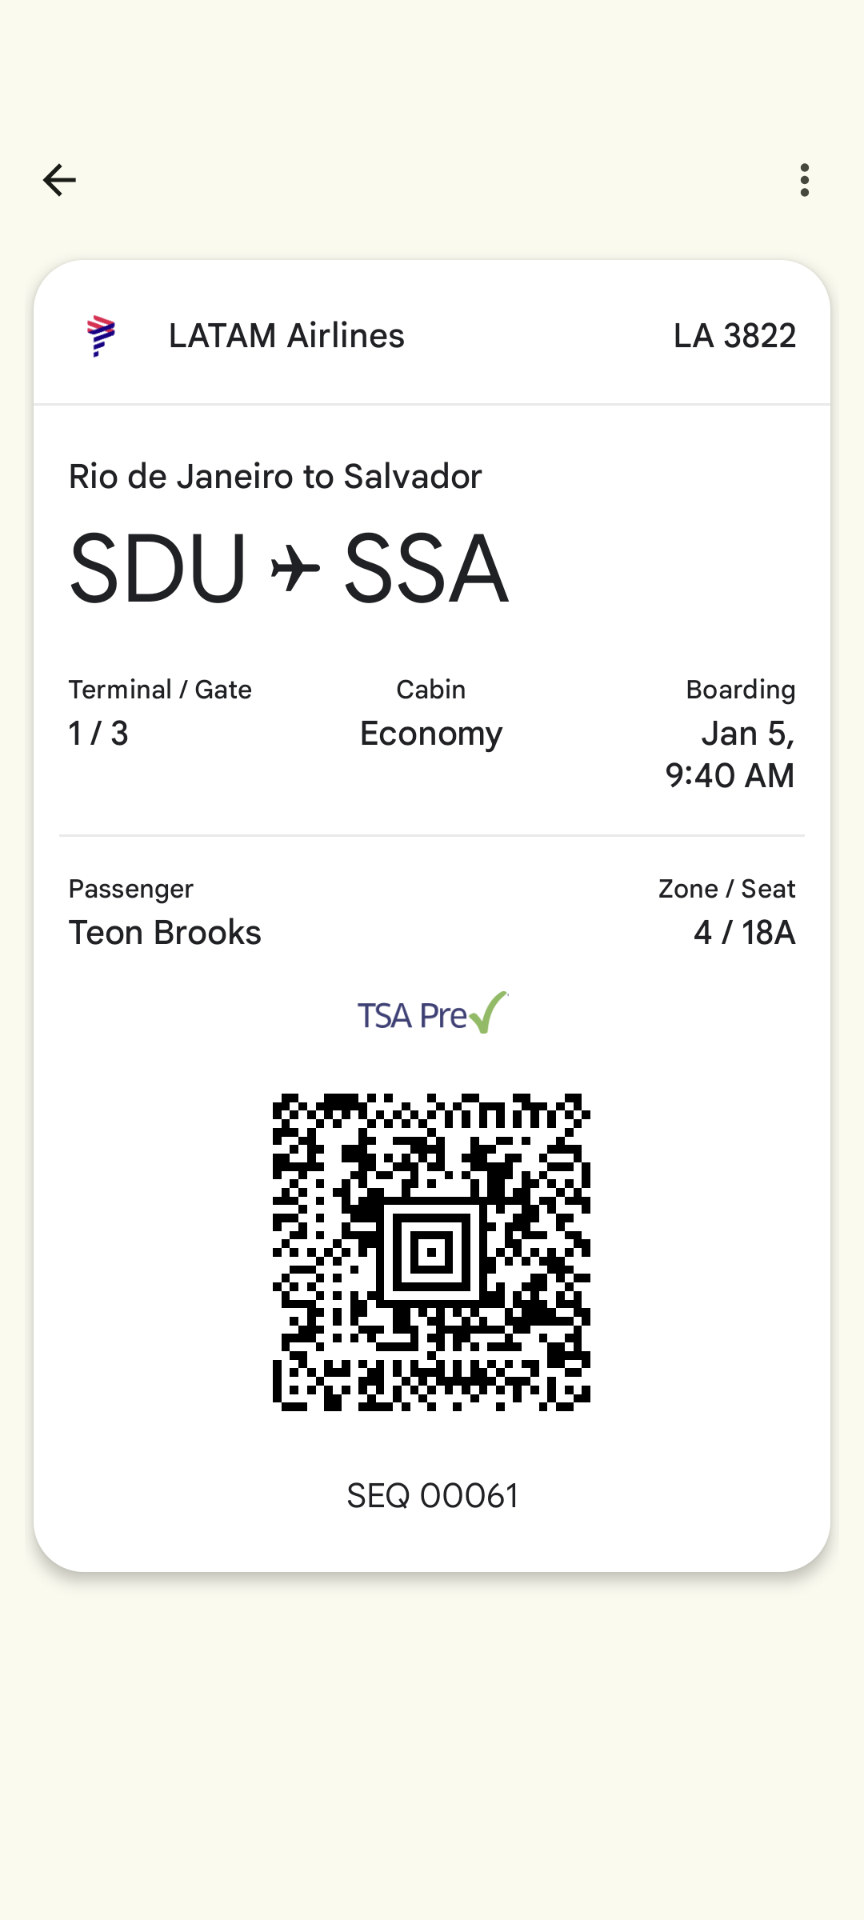 LATAM Airlines LA 3822
Rio de Janeiro to Salvador
SDU SSA
Terminal / Gate Cabin Boarding
1 / 3 Economy Jan 5,
9:40 AM
Passenger Zone / Seat
Teon Brooks 4 / 18A
TSA Pre
SEQ 00061